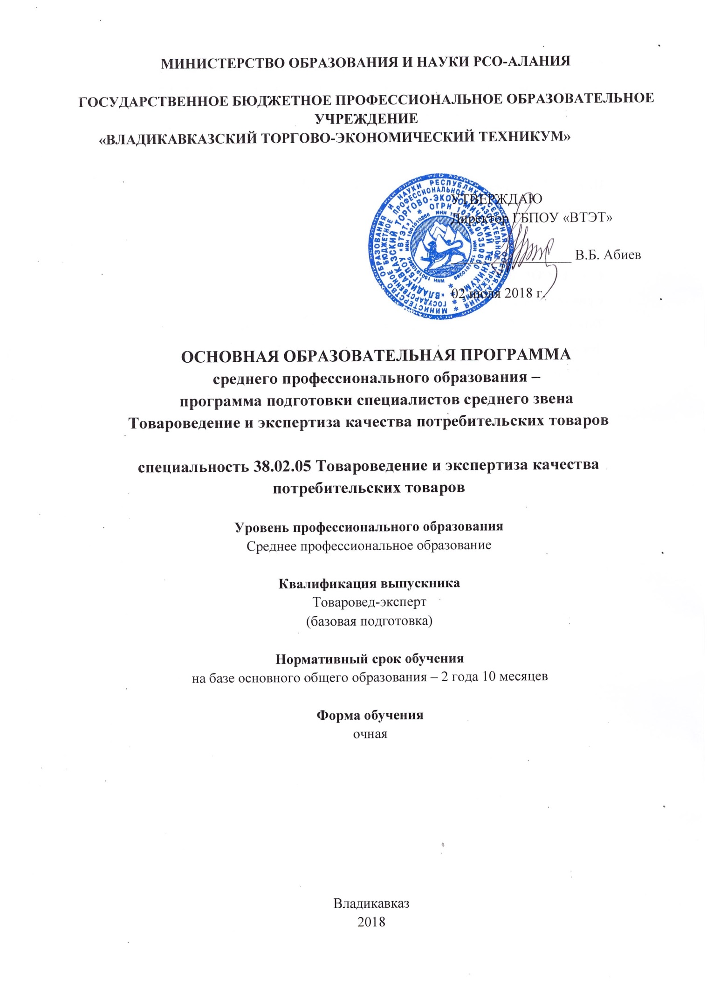 МИНИСТЕРСТВО ОБРАЗОВАНИЯ И НАУКИ РСО-АЛАНИЯ
ГОСУДАРСТВЕННОЕ БЮДЖЕТНОЕ ПРОФЕССИОНАЛЬНОЕ ОБРАЗОВАТЕЛЬНОЕ
УЧРЕЖДЕНИЕ
«ВЛАДИКАВКАЗСКИЙ ТОРГОВО-ЭКОНОМИЧЕСКИЙ ТЕХНИКУМ»
УТВЕРЖДАЮ
Директор ГБПОУ «ВТЭТ»
В.Б. Абиев
02 июля 2018 г.
МИНИСТЕРСТВО ОБРАЗОВАНИЯ И НАУКИ РЕСПУБЛИКИ СЕВЕРНАЯ ОСЕТИЯ-АЛАНИЯ
ГОСУДАРСТВЕННОЕ БЮДЖЕТНОЕ ПРОФЕССИОНАЛЬНОЕ ОБРАЗОВАТЕЛЬНОЕ УЧРЕЖДЕНИЕ
«ВЛАДИКАВКАЗСКИЙ ТОРГОВО-ЭКОНОМИЧЕСКИЙ ТЕХНИКУМ»
(ГБПОУ «ВТЭТ») * ОГРН
ИНН 1501010266
ОСНОВНАЯ ОБРАЗОВАТЕЛЬНАЯ ПРОГРАММА
среднего профессионального образования –
программа подготовки специалистов среднего звена
Товароведение и экспертиза качества потребительских товаров
специальность 38.02.05 Товароведение и экспертиза качества
потребительских товаров
Уровень профессионального образования
Среднее профессиональное образование
Квалификация выпускника
Товаровед-эксперт
(базовая подготовка)
Нормативный срок обучения
на базе основного общего образования – 2 года 10 месяцев
Форма обучения
очная
Владикавказ
2018